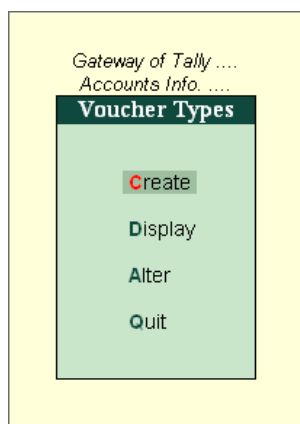 Gateway of Tally ....
Accounts Info. ....
Voucher Types
Create
Display
Alter
Quit